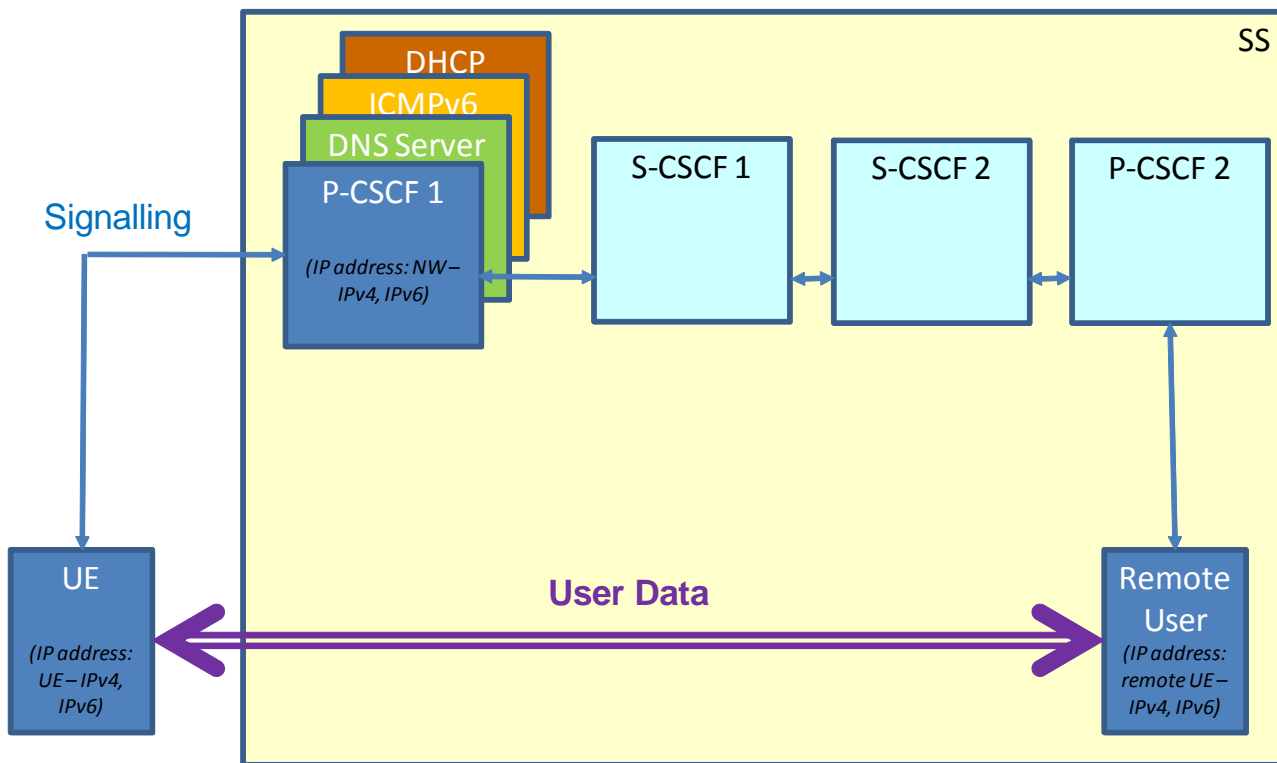 SS
DHCP
ICMPv6
DNS Server
P-CSCF 1
(IP address: NW –
IPv4, IPv6)
S-CSCF 1
S-CSCF 2
P-CSCF 2
Signalling
UE
(IP address:
UE – IPv4,
IPv6)
User Data
Remote
User
(IP address:
remote UE –
IPv4, IPv6)